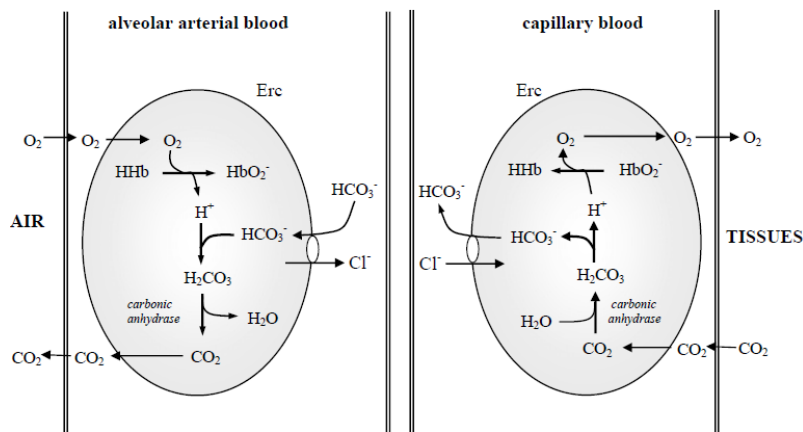 alveolar arterial blood
capillary blood
Erc
O₂
O₂
O₂
HHb
HbO₂⁻
H⁺
HCO₃⁻
HCO₃⁻
AIR
Cl⁻
H₂CO₃
carbonic
anhydrase
H₂O
CO₂
CO₂
CO₂
Erc
O₂
O₂
O₂
HHb
HbO₂⁻
HCO₃⁻
H⁺
HCO₃⁻
TISSUES
Cl⁻
H₂CO₃
carbonic
anhydrase
H₂O
CO₂
CO₂
CO₂